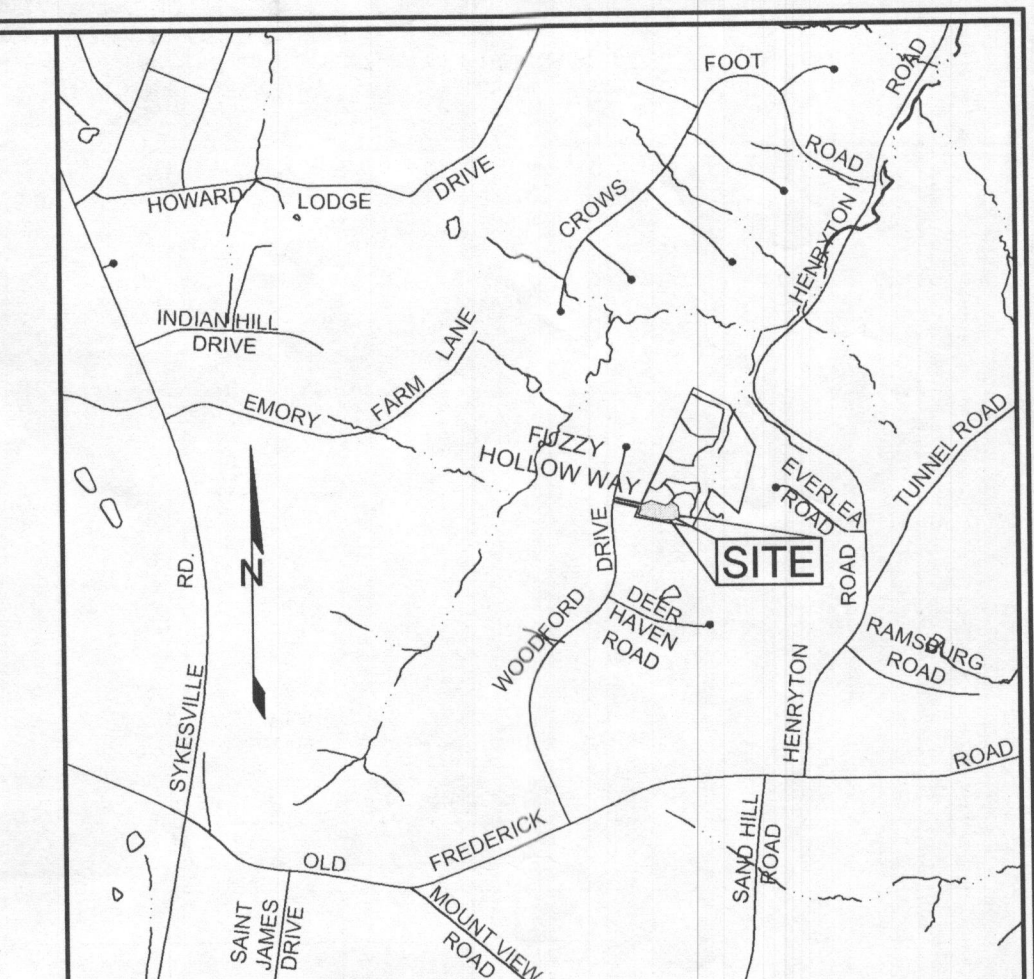 FOOT
ROAD
ROAD
HOWARD
LODGE
DRIVE
CROWS
HENRYTON
INDIAN HILL
DRIVE
EMORY
FARM
LANE
FUZZY
HOLLOW WAY
TUNNEL ROAD
EVERLEA
ROAD
N
RD.
SYKESVILLE
DRIVE
WOODFORD
SITE
DEER
HAVEN
ROAD
ROAD
HENRYTON
RAMSBURG
ROAD
ROAD
OLD
FREDERICK
SAND HILL
ROAD
SAINT
JAMES
DRIVE
MOUNT VIEW
ROAD